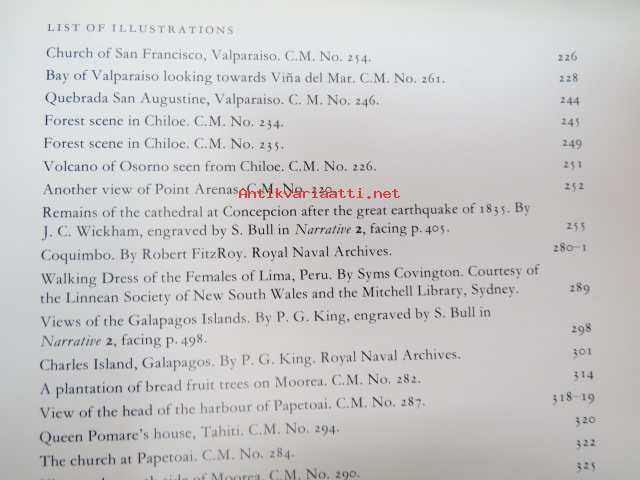 LIST OF ILLUSTRATIONS
Church of San Francisco, Valparaiso. C.M. No. 254. 226
Bay of Valparaiso looking towards Viña del Mar. C.M. No. 261. 228
Quebrada San Augustine, Valparaiso. C. M. No. 246. 244
Forest scene in Chiloe. C.M. No. 234. 245
Forest scene in Chiloe. C.M. No. 235. 249
Volcano of Osorno seen from Chiloe. C.M. No. 226. 251
Another view of Point Arenas. C.M. No. 220. 252
Antikvariaatti.net
Remains of the cathedral at Concepcion after the great earthquake of 1835. By
J. C. Wickham, engraved by S. Bull in Narrative 2, facing p. 405. 255
Coquimbo. By Robert FitzRoy. Royal Naval Archives. 280–1
Walking Dress of the Females of Lima, Peru. By Syms Covington. Courtesy of
the Linnean Society of New South Wales and the Mitchell Library, Sydney. 289
Views of the Galapagos Islands. By P. G. King, engraved by S. Bull in
Narrative 2, facing p. 498. 298
Charles Island, Galapagos. By P. G. King. Royal Naval Archives. 301
A plantation of bread fruit trees on Moorea. C.M. No. 282. 314
View of the head of the harbour of Papetoai. C.M. No. 287. 318–19
Queen Pomare's house, Tahiti. C.M. No. 294. 320
The church at Papetoai. C.M. No. 284. 322
side of Moorea. C.M. No. 290. 325